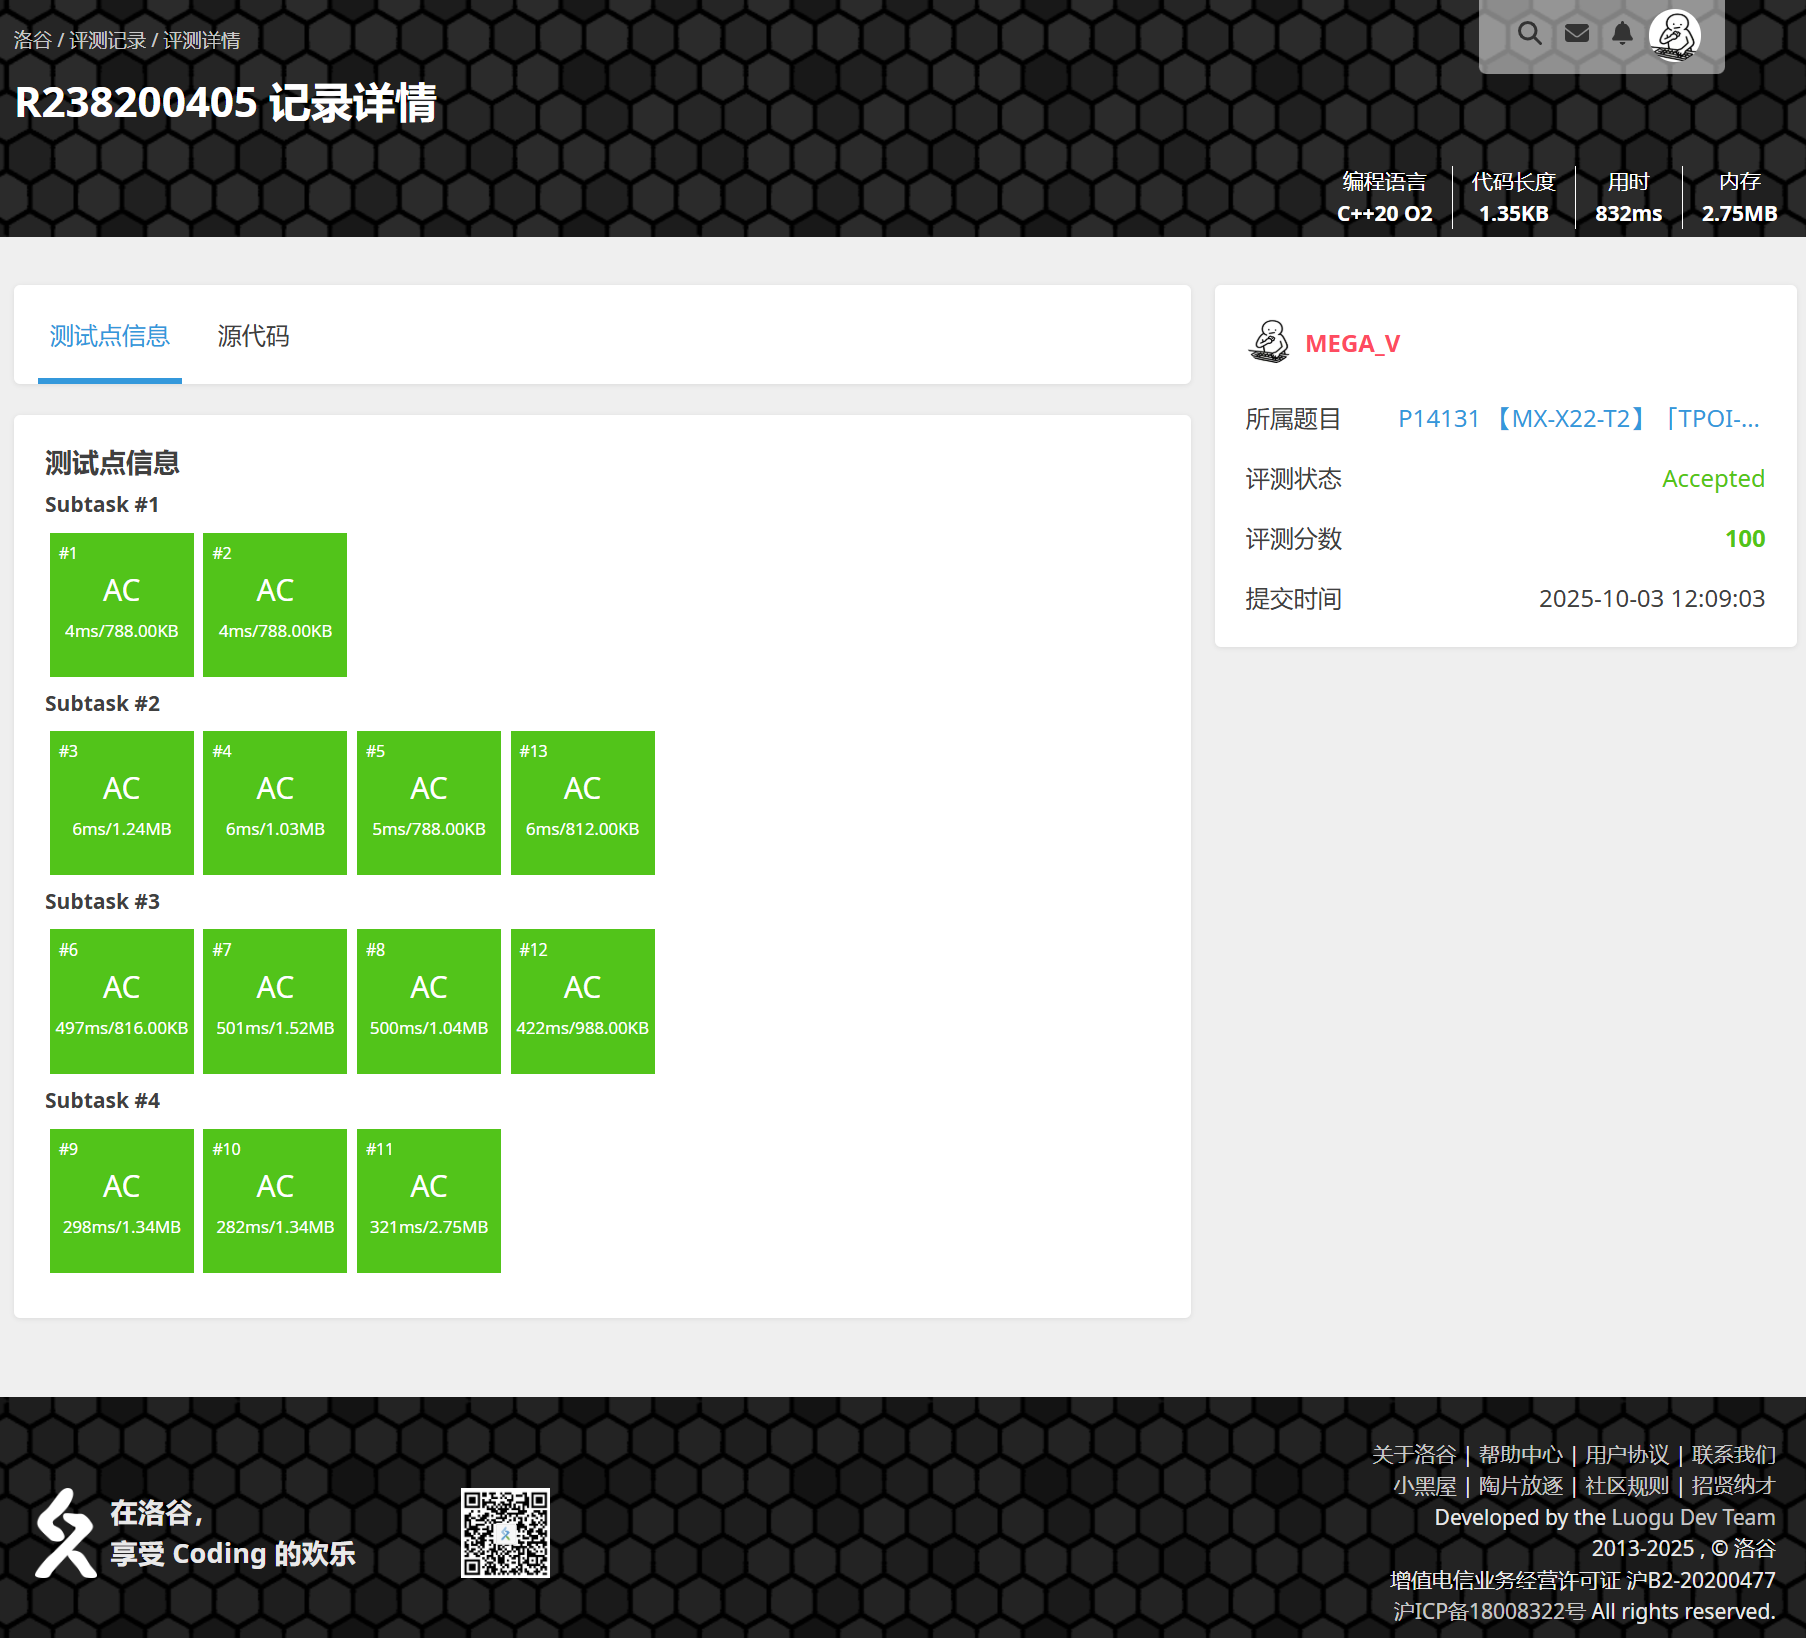 洛谷 / 评测记录 / 评测详情
R238200405 记录详情
编程语言
C++20 O2
代码长度
1.35KB
用时
832ms
内存
2.75MB
测试点信息
源代码
测试点信息
Subtask #1
#1
AC
4ms/788.00KB
#2
AC
4ms/788.00KB
Subtask #2
#3
AC
6ms/1.24MB
#4
AC
6ms/1.03MB
#5
AC
5ms/788.00KB
#13
AC
6ms/812.00KB
Subtask #3
#6
AC
497ms/816.00KB
#7
AC
501ms/1.52MB
#8
AC
500ms/1.04MB
#12
AC
422ms/988.00KB
Subtask #4
#9
AC
298ms/1.34MB
#10
AC
282ms/1.34MB
#11
AC
321ms/2.75MB
MEGA_V
所属题目 P14131 【MX-X22-T2】「TPOI-...
评测状态 Accepted
评测分数 100
提交时间 2025-10-03 12:09:03
在洛谷，
享受 Coding 的欢乐
关于洛谷 | 帮助中心 | 用户协议 | 联系我们
小黑屋 | 陶片放逐 | 社区规则 | 招贤纳才
Developed by the Luogu Dev Team
2013-2025 , © 洛谷
增值电信业务经营许可证 沪B2-20200477
沪ICP备18008322号 All rights reserved.